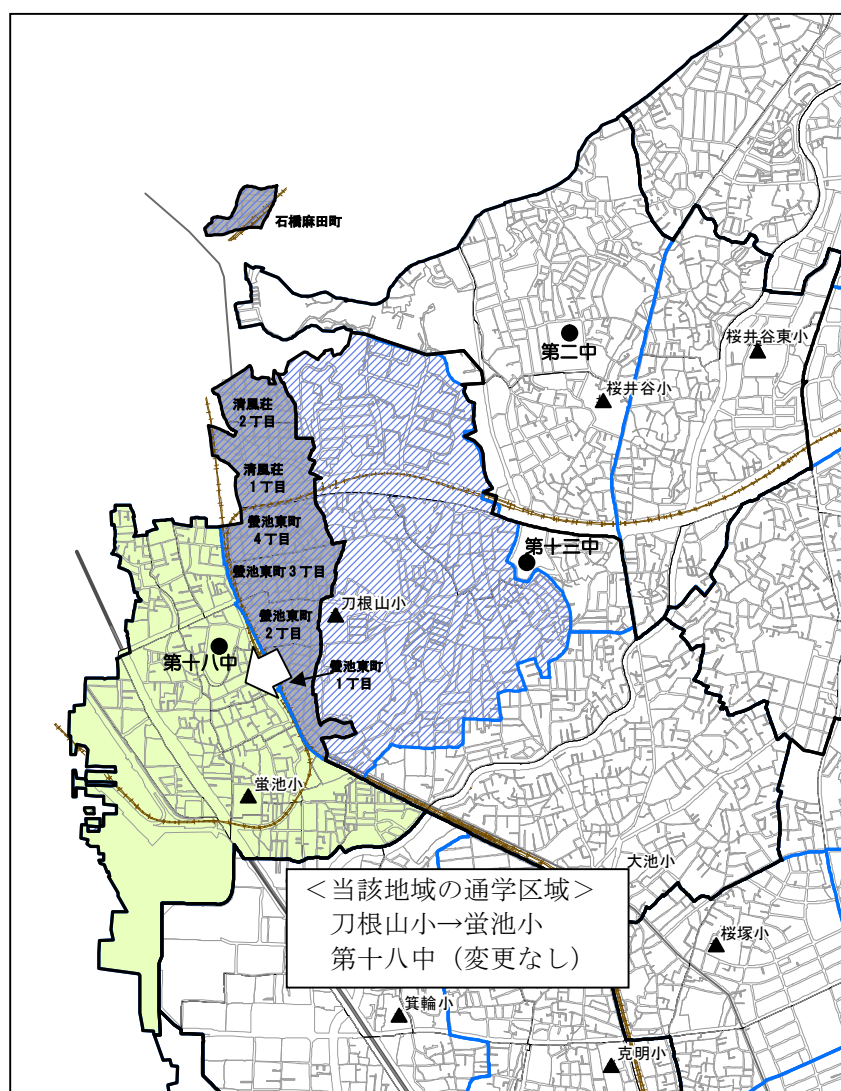 石橋麻田町
第二中
桜井谷東小
桜井谷小
清風荘
2丁目
清風荘
1丁目
螢池東町
4丁目
第十三中
螢池東町3丁目
刀根山小
螢池東町
2丁目
第十八中
螢池東町
1丁目
蛍池小
大池小
＜当該地域の通学区域＞
刀根山小→蛍池小
第十八中（変更なし）
桜塚小
箕輪小
克明小